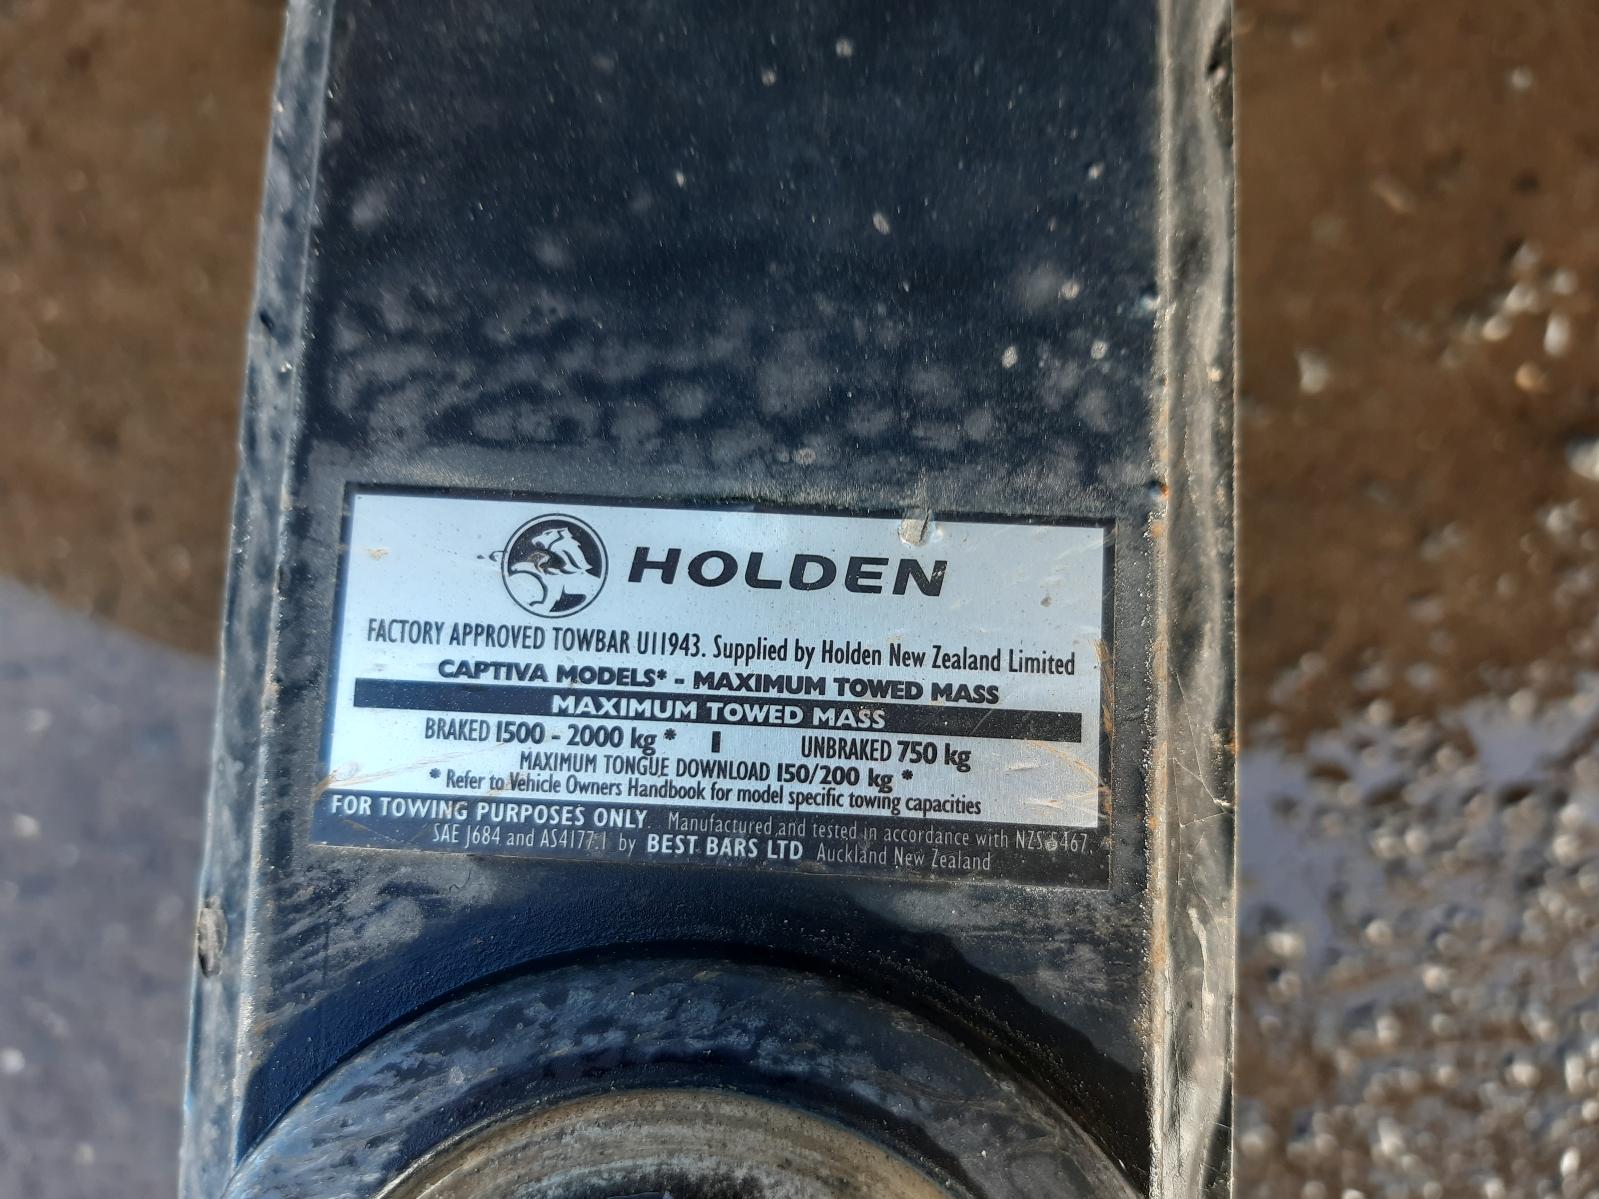 HOLDEN
FACTORY APPROVED TOWBAR U11943. Supplied by Holden New Zealand Limited
CAPTIVA MODELS* - MAXIMUM TOWED MASS
MAXIMUM TOWED MASS
BRAKED 1500 - 2000 kg * UNBRAKED 750 kg
MAXIMUM TONGUE DOWNLOAD 150/200 kg *
* Refer to Vehicle Owners Handbook for model specific towing capacities
FOR TOWING PURPOSES ONLY Manufactured and tested in accordance with NZS 5467,
SAE J684 and AS4177.1 by BEST BARS LTD Auckland New Zealand